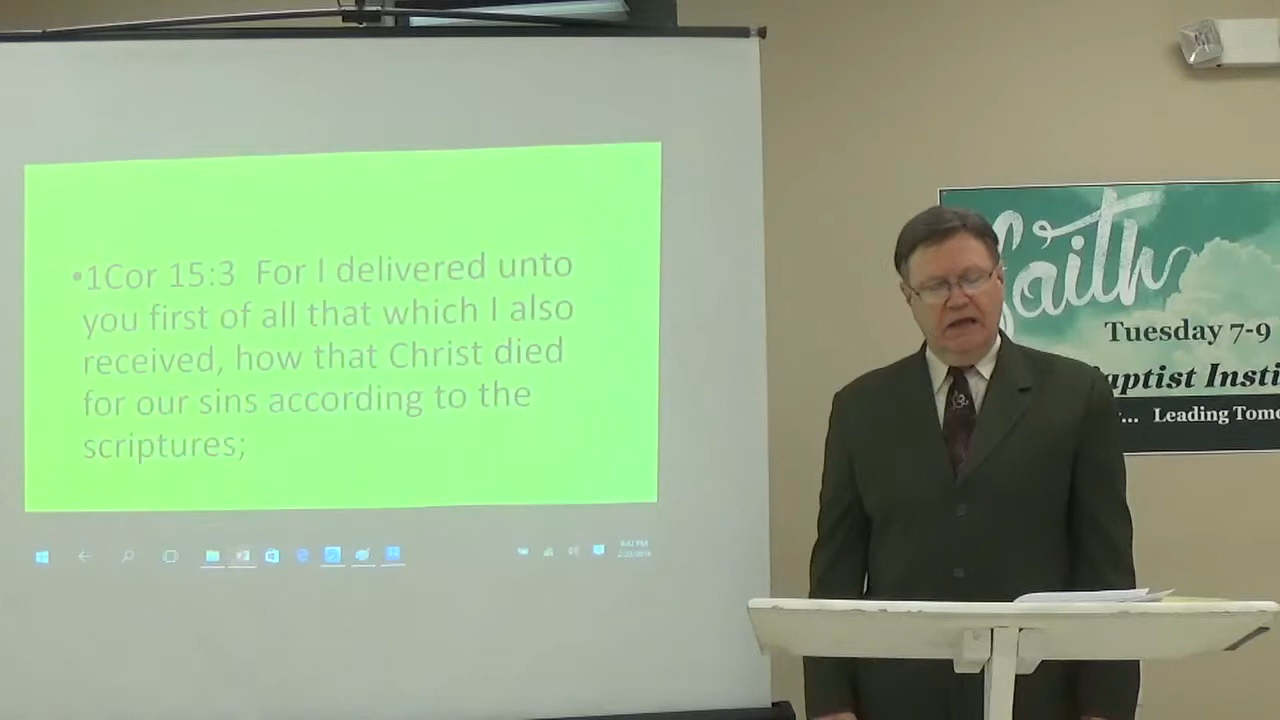 •1Cor 15:3 For I delivered unto
you first of all that which I also
received, how that Christ died
for our sins according to the
scriptures;
faith
Tuesday 7-9
aptist Insti
... Leading Tomo